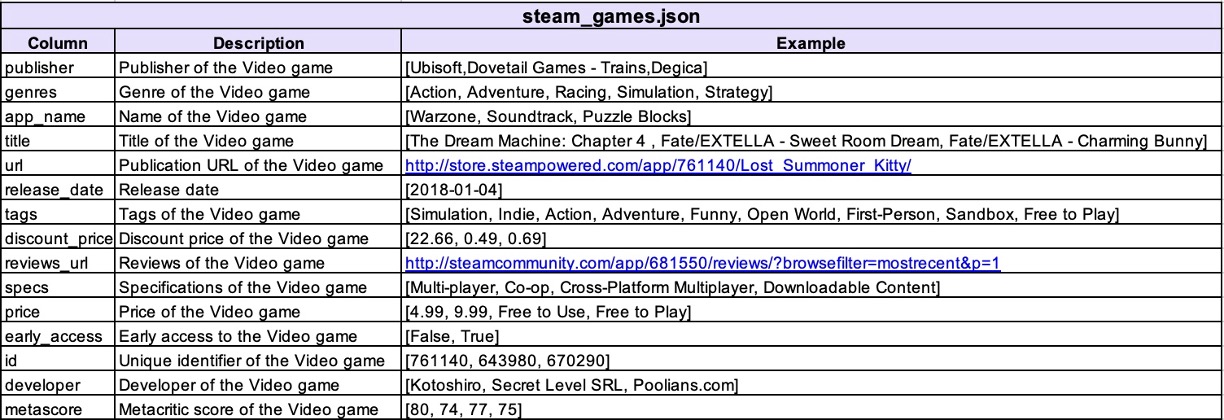 steam_games.json
Column Description Example
publisher Publisher of the Video game [Ubisoft,Dovetail Games - Trains,Degica]
genres Genre of the Video game [Action, Adventure, Racing, Simulation, Strategy]
app_name Name of the Video game [Warzone, Soundtrack, Puzzle Blocks]
title Title of the Video game [The Dream Machine: Chapter 4 , Fate/EXTELLA - Sweet Room Dream, Fate/EXTELLA - Charming Bunny]
url Publication URL of the Video game http://store.steampowered.com/app/761140/Lost_Summoner_Kitty/
release_date Release date [2018-01-04]
tags Tags of the Video game [Simulation, Indie, Action, Adventure, Funny, Open World, First-Person, Sandbox, Free to Play]
discount_price Discount price of the Video game [22.66, 0.49, 0.69]
reviews_url Reviews of the Video game http://steamcommunity.com/app/681550/reviews/?browsefilter=mostrecent&p=1
specs Specifications of the Video game [Multi-player, Co-op, Cross-Platform Multiplayer, Downloadable Content]
price Price of the Video game [4.99, 9.99, Free to Use, Free to Play]
early_access Early access to the Video game [False, True]
id Unique identifier of the Video game [761140, 643980, 670290]
developer Developer of the Video game [Kotoshiro, Secret Level SRL, Poolians.com]
metascore Metacritic score of the Video game [80, 74, 77, 75]